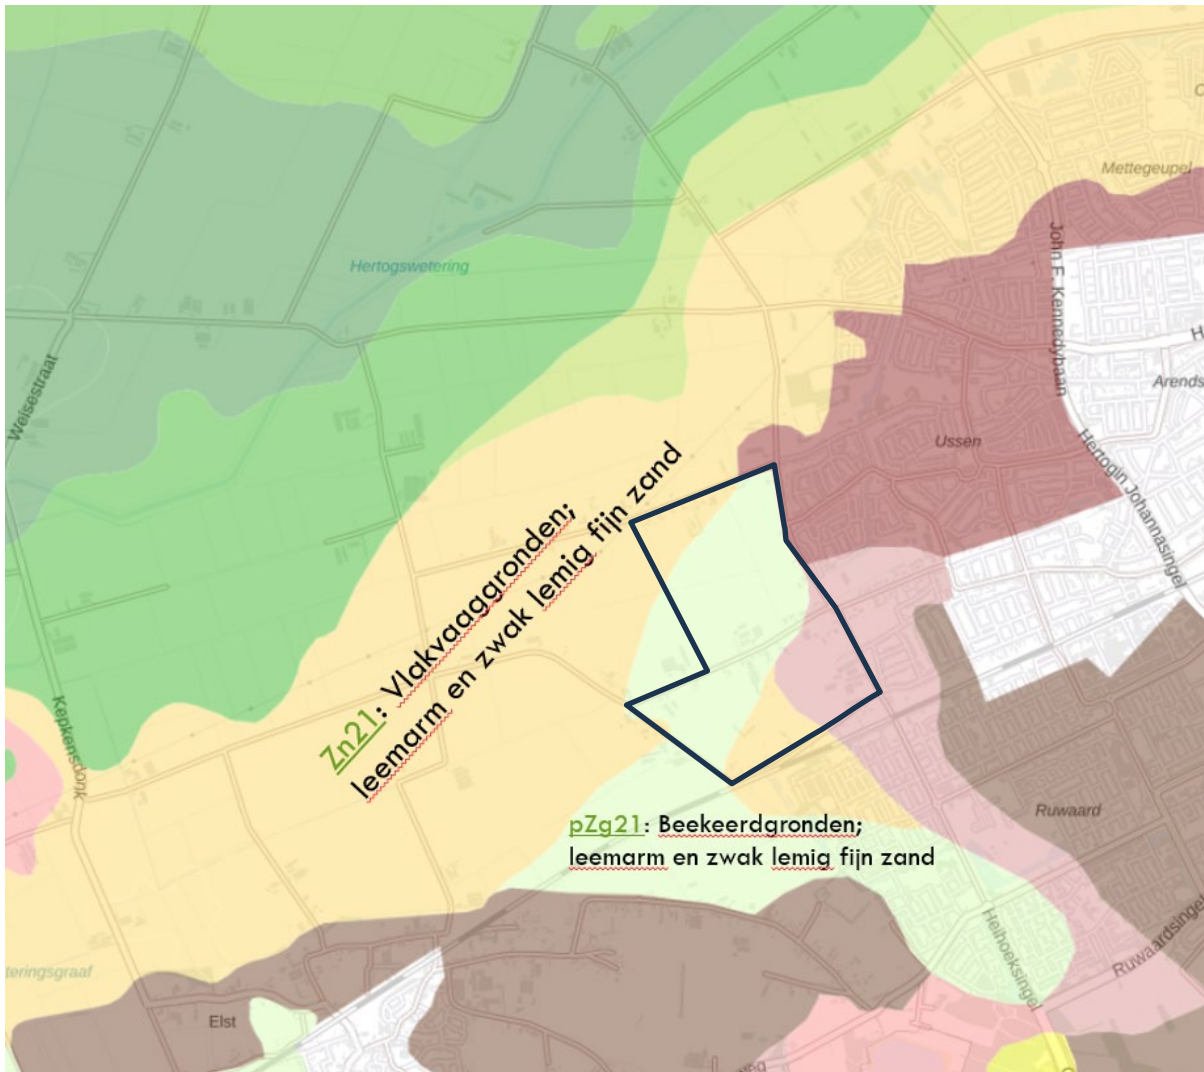 Mettegeupel
Hertogswetering
John F. Kennedybaan
H
Arends
Weisestraat
Ussen
Hertogin Johannasingel
Zn21: Vlakvaaggronden;
leemarm en zwak lemig fijn zand
Kepkensdonk
Ruwaard
pZg21: Beekeerdgronden;
leemarm en zwak lemig fijn zand
Heihoeksingel
Ruwaardsingel
teringsgraaf
Elst